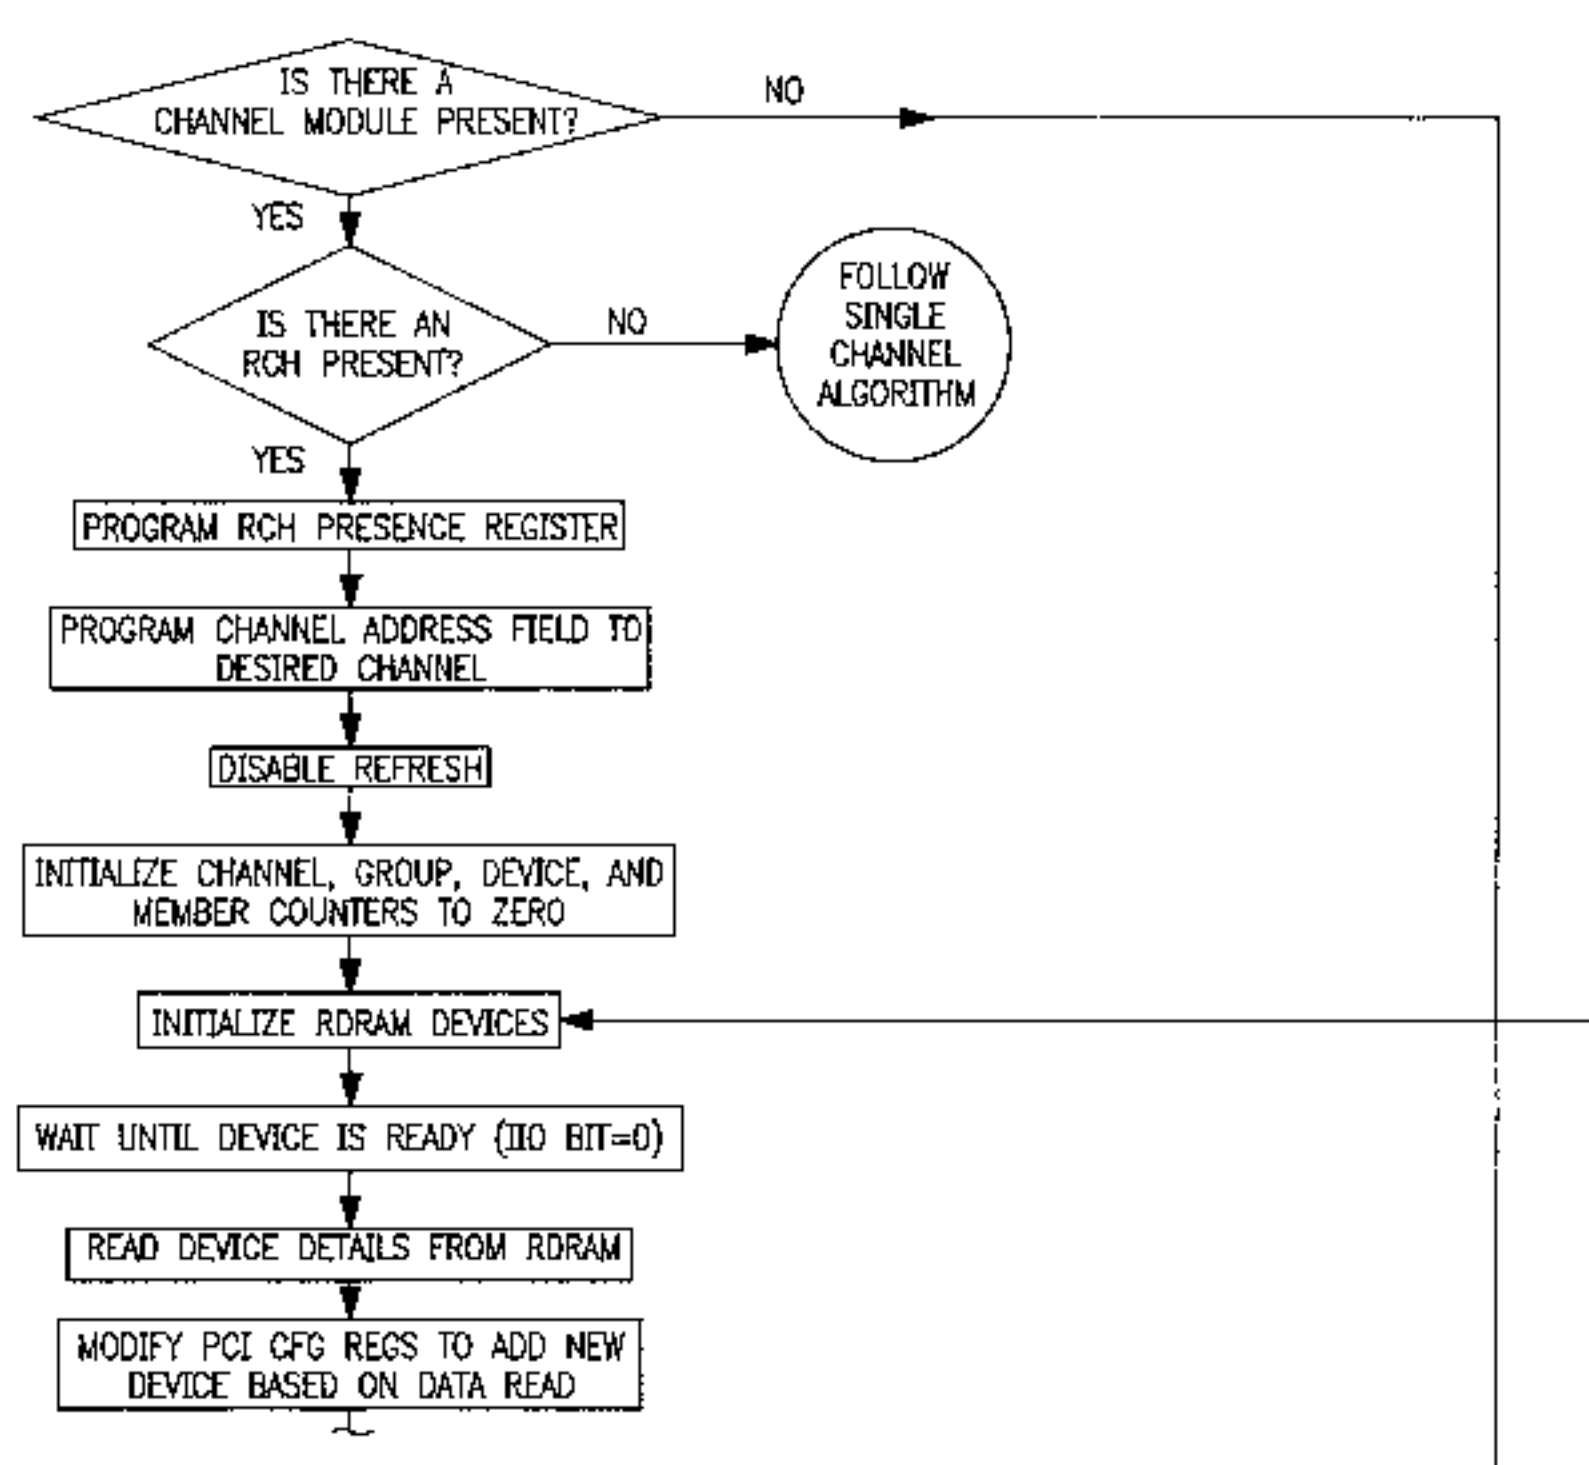 IS THERE A
CHANNEL MODULE PRESENT?
NO
YES
IS THERE AN
RCH PRESENT?
NO
FOLLOW
SINGLE
CHANNEL
ALGORITHM
YES
PROGRAM RCH PRESENCE REGISTER
PROGRAM CHANNEL ADDRESS FIELD TO
DESIRED CHANNEL
DISABLE REFRESH
INITIALIZE CHANNEL, GROUP, DEVICE, AND
MEMBER COUNTERS TO ZERO
INITIALIZE RDRAM DEVICES
WAIT UNTIL DEVICE IS READY (IIO BIT=0)
READ DEVICE DETAILS FROM RDRAM
MODIFY PCI CFG REGS TO ADD NEW
DEVICE BASED ON DATA READ